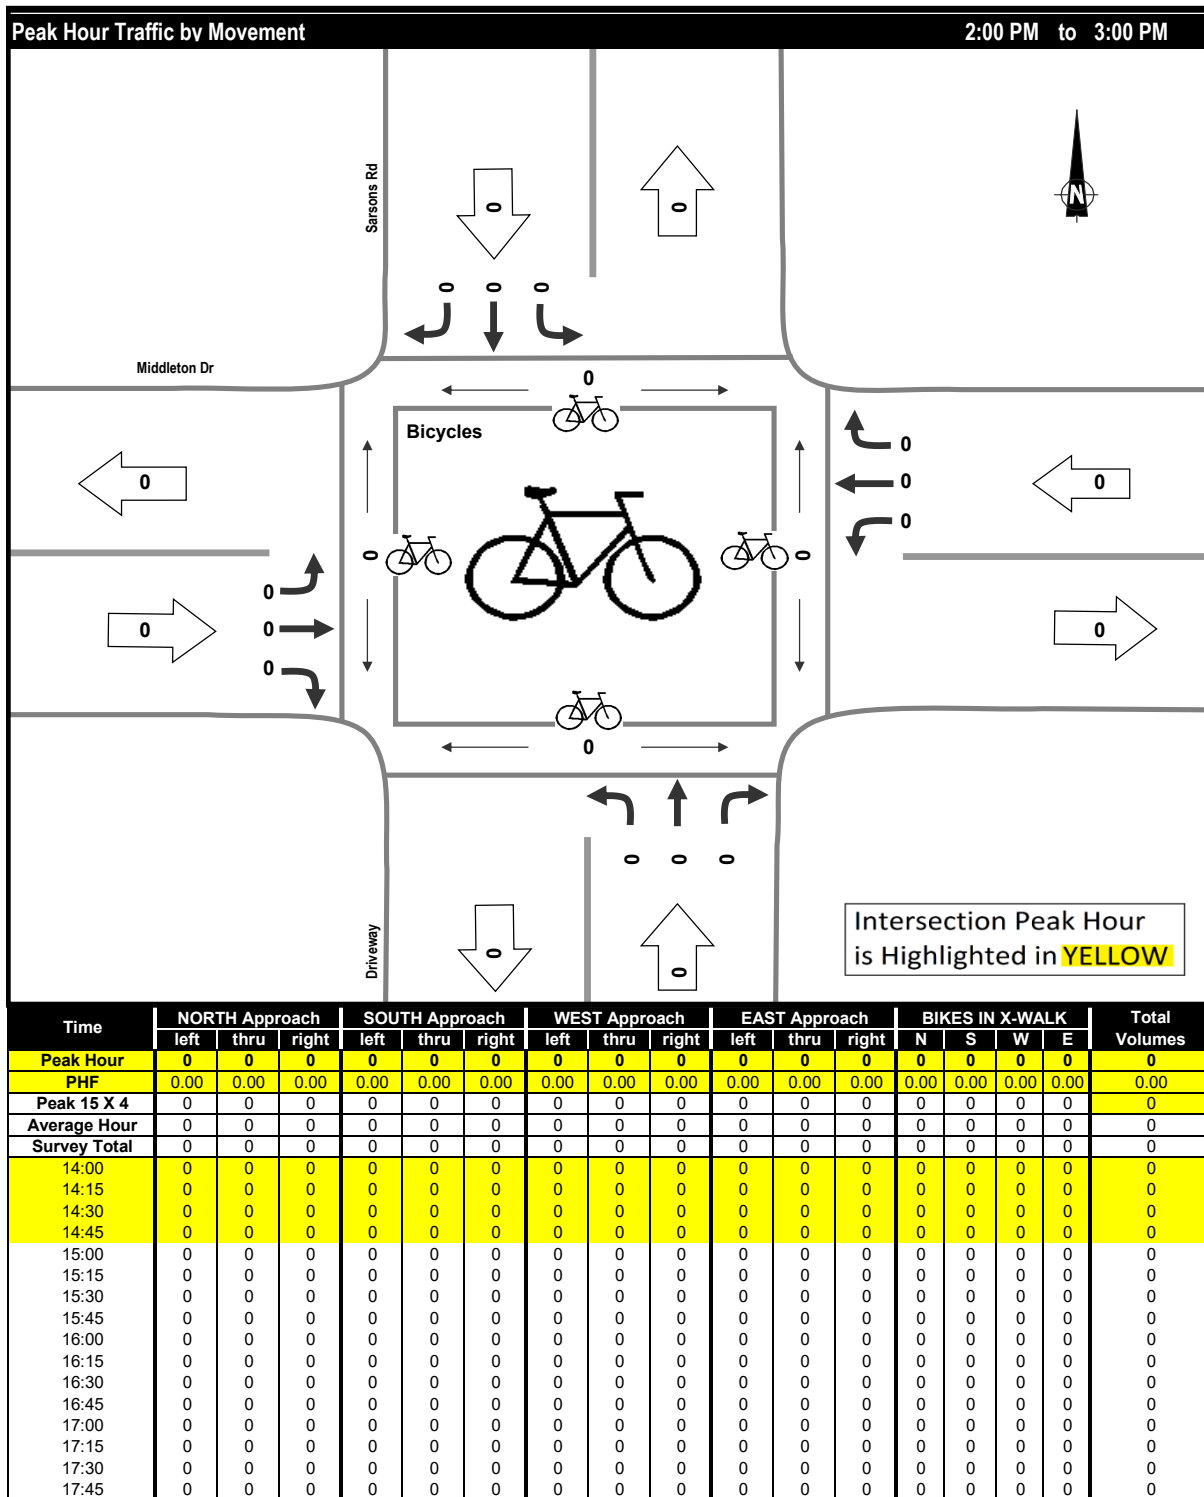 Peak Hour Traffic by Movement 2:00 PM to 3:00 PM
Sarsons Rd
0 0
N
0 0 0
Middleton Dr
0
Bicycles
0
0
0 0
0
0 0
0
0
0 0
0
0
0
0
0 0 0
Driveway
0 0
Intersection Peak Hour
is Highlighted in YELLOW
Time NORTH Approach SOUTH Approach WEST Approach EAST Approach BIKES IN X-WALK Total
left thru right left thru right left thru right left thru right N S W E Volumes
Peak Hour 0 0 0 0 0 0 0 0 0 0 0 0 0 0 0 0 0
PHF 0.00 0.00 0.00 0.00 0.00 0.00 0.00 0.00 0.00 0.00 0.00 0.00 0.00 0.00 0.00 0.00 0.00
Peak 15 X 4 0 0 0 0 0 0 0 0 0 0 0 0 0 0 0 0 0
Average Hour 0 0 0 0 0 0 0 0 0 0 0 0 0 0 0 0 0
Survey Total 0 0 0 0 0 0 0 0 0 0 0 0 0 0 0 0 0
14:00 0 0 0 0 0 0 0 0 0 0 0 0 0 0 0 0 0
14:15 0 0 0 0 0 0 0 0 0 0 0 0 0 0 0 0 0
14:30 0 0 0 0 0 0 0 0 0 0 0 0 0 0 0 0 0
14:45 0 0 0 0 0 0 0 0 0 0 0 0 0 0 0 0 0
15:00 0 0 0 0 0 0 0 0 0 0 0 0 0 0 0 0 0
15:15 0 0 0 0 0 0 0 0 0 0 0 0 0 0 0 0 0
15:30 0 0 0 0 0 0 0 0 0 0 0 0 0 0 0 0 0
15:45 0 0 0 0 0 0 0 0 0 0 0 0 0 0 0 0 0
16:00 0 0 0 0 0 0 0 0 0 0 0 0 0 0 0 0 0
16:15 0 0 0 0 0 0 0 0 0 0 0 0 0 0 0 0 0
16:30 0 0 0 0 0 0 0 0 0 0 0 0 0 0 0 0 0
16:45 0 0 0 0 0 0 0 0 0 0 0 0 0 0 0 0 0
17:00 0 0 0 0 0 0 0 0 0 0 0 0 0 0 0 0 0
17:15 0 0 0 0 0 0 0 0 0 0 0 0 0 0 0 0 0
17:30 0 0 0 0 0 0 0 0 0 0 0 0 0 0 0 0 0
17:45 0 0 0 0 0 0 0 0 0 0 0 0 0 0 0 0 0